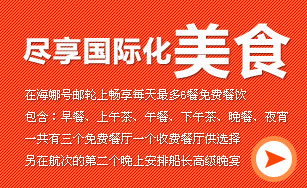 尽享国际化美食
在海娜号邮轮上畅享每天最多6餐免费餐饮
包含：早餐、上午茶、午餐、下午茶、晚餐、夜宵
一共有三个免费餐厅一个收费餐厅供选择
另在航次的第二个晚上安排船长高级晚宴